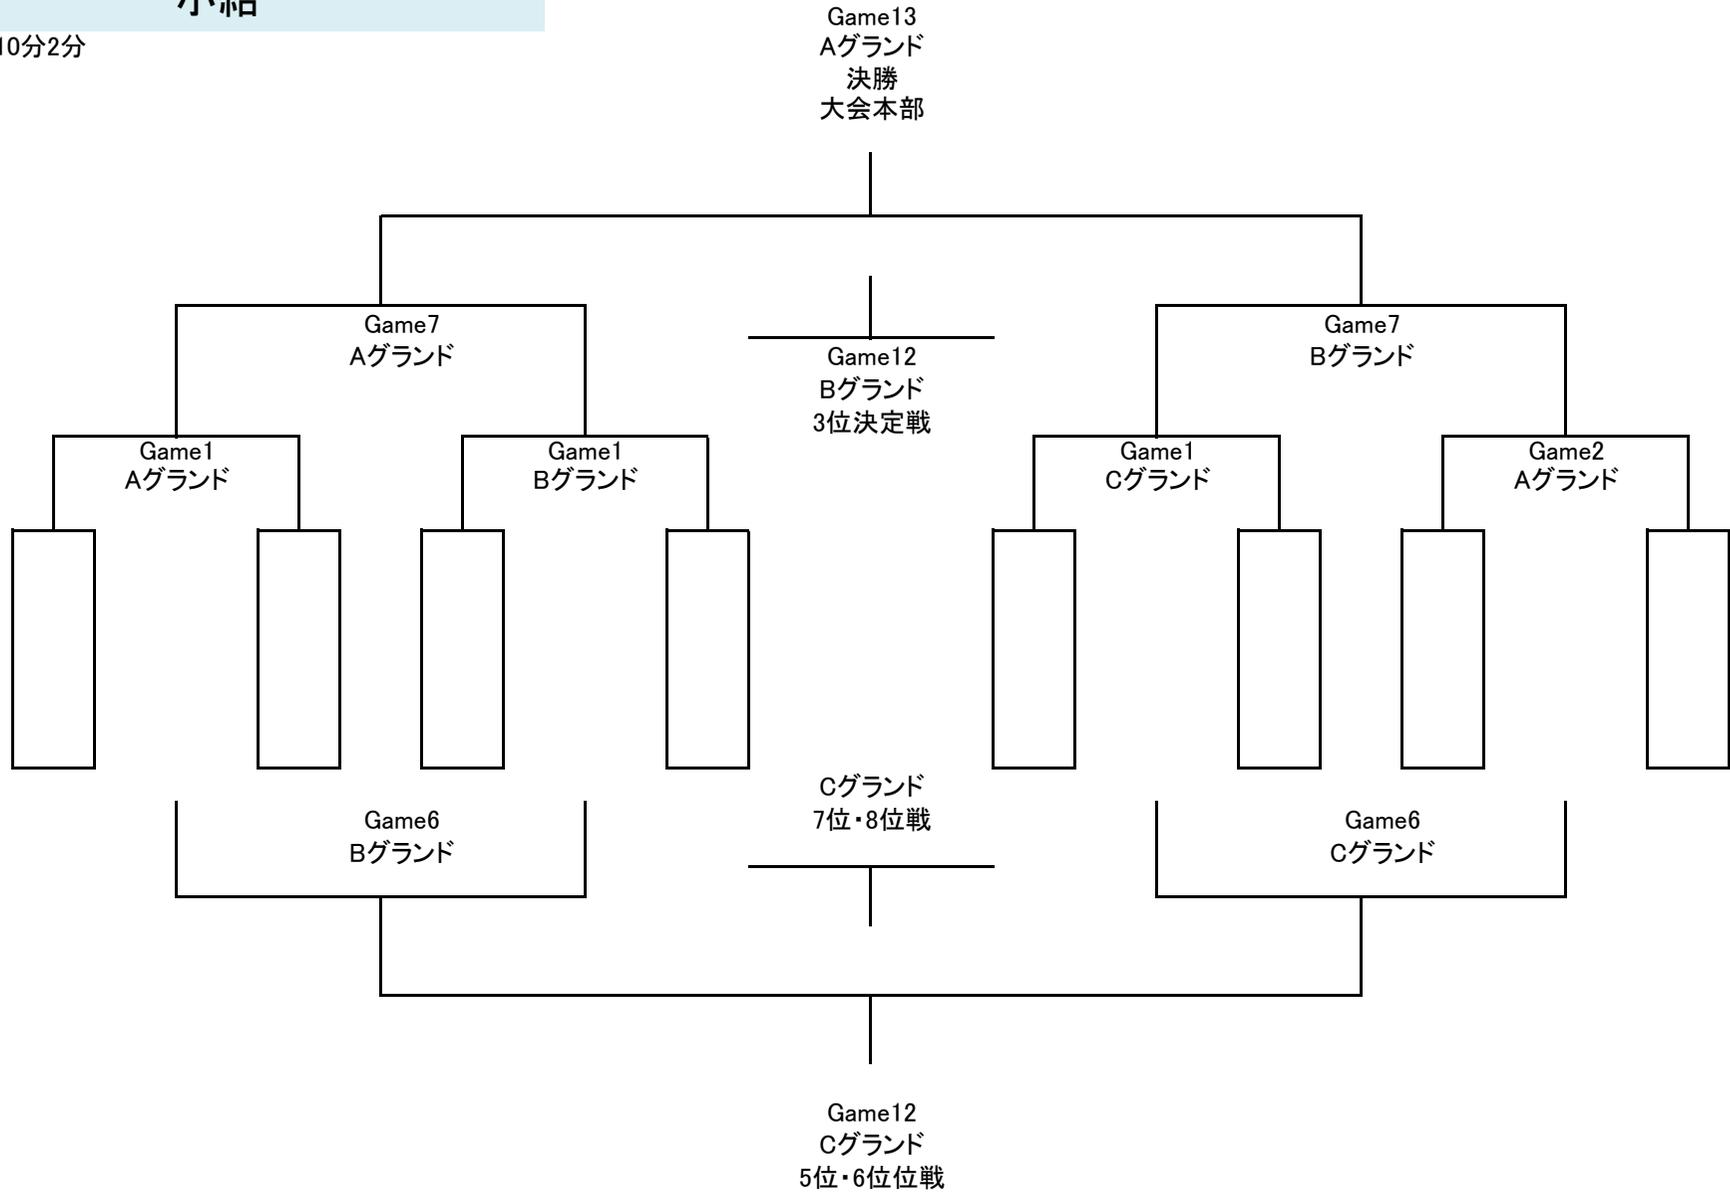 小結
10分2分
Game13
Aグランド
決勝
大会本部
Game7
Aグランド
Game12
Bグランド
3位決定戦
Game7
Bグランド
Game1
Aグランド
Game1
Bグランド
Game1
Cグランド
Game2
Aグランド
Cグランド
7位・8位戦
Game6
Bグランド
Game6
Cグランド
Game12
Cグランド
5位・6位位戦